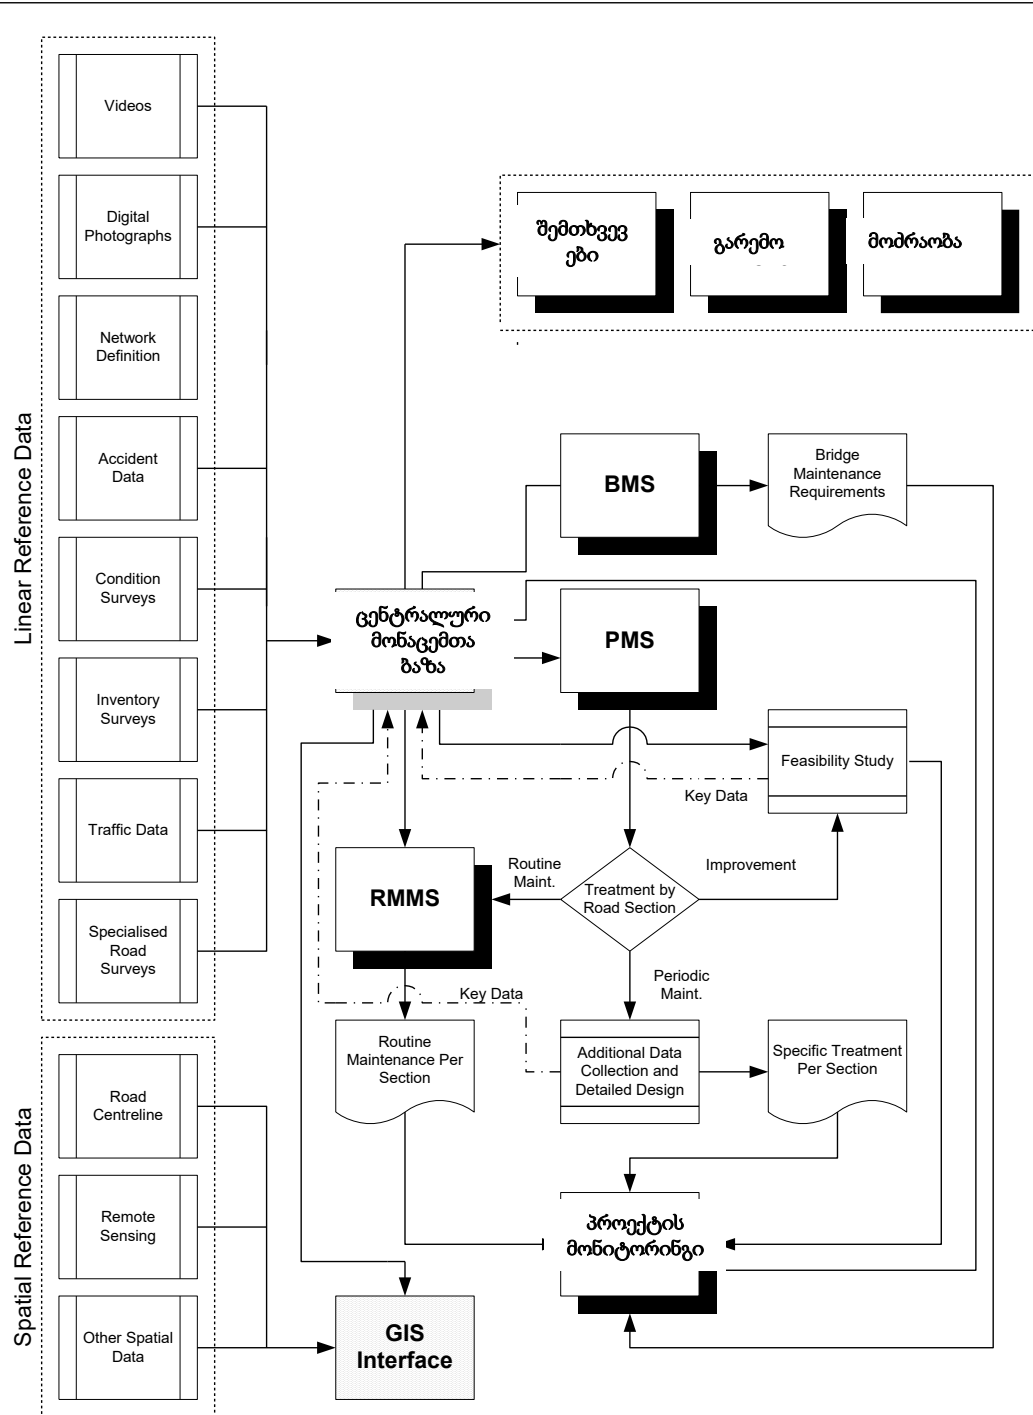 Linear Reference Data
Videos
Digital
Photographs
Network
Definition
Accident
Data
Condition
Surveys
Inventory
Surveys
Traffic Data
Specialised
Road
Surveys
Spatial Reference Data
Road
Centreline
Remote
Sensing
Other Spatial
Data
შემთხვევ
ები
გარემო
მოძრაობა
BMS
Bridge
Maintenance
Requirements
ცენტრალური
მონაცემთა
ბაზა
PMS
Feasibility Study
Key Data
Routine
Maint.
Improvement
RMMS
Treatment by
Road Section
Periodic
Maint.
Key Data
Routine
Maintenance Per
Section
Additional Data
Collection and
Detailed Design
Specific Treatment
Per Section
პროექტის
მონიტორინგი
GIS
Interface